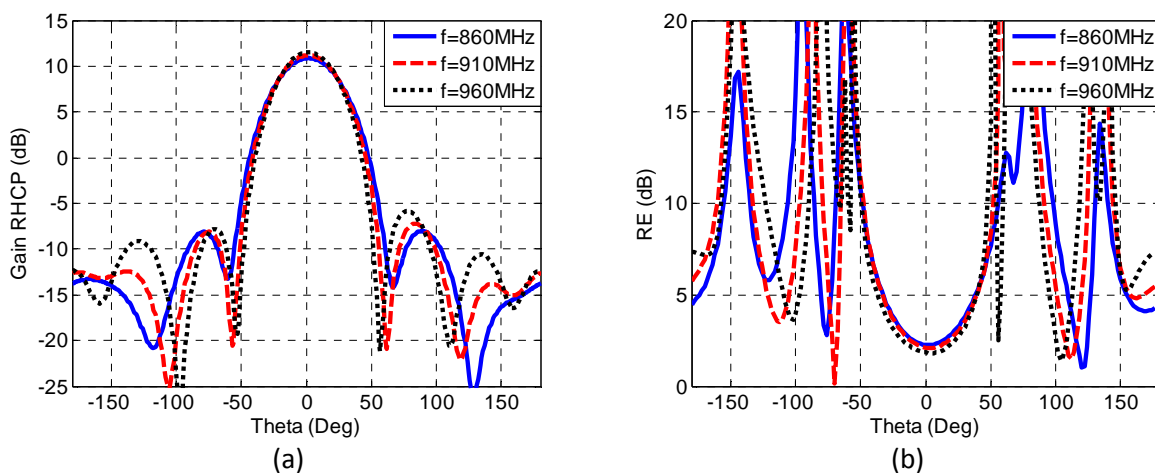 15
10
5
0
-5
-10
-15
-20
-25
Gain RHCP (dB)
-150 -100 -50 0 50 100 150
Theta (Deg)
f=860MHz
f=910MHz
f=960MHz
(a)
20
15
10
5
0
RE (dB)
-150 -100 -50 0 50 100 150
Theta (Deg)
f=860MHz
f=910MHz
f=960MHz
(b)